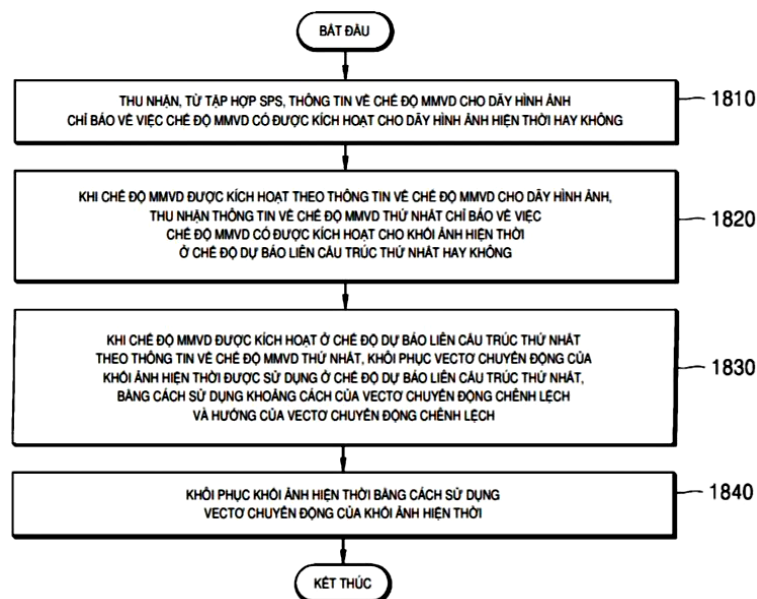 BẮT ĐẦU
THU NHẬN, TỪ TẬP HỢP SPS, THÔNG TIN VỀ CHẾ ĐỘ MMVD CHO DÃY HÌNH ẢNH
CHỈ BÁO VỀ VIỆC CHẾ ĐỘ MMVD CÓ ĐƯỢC KÍCH HOẠT CHO DÃY HÌNH ẢNH HIỆN THỜI HAY KHÔNG
1810
KHI CHẾ ĐỘ MMVD ĐƯỢC KÍCH HOẠT THEO THÔNG TIN VỀ CHẾ ĐỘ MMVD CHO DÃY HÌNH ẢNH,
THU NHẬN THÔNG TIN VỀ CHẾ ĐỘ MMVD THỨ NHẤT CHỈ BÁO VỀ VIỆC
CHẾ ĐỘ MMVD CÓ ĐƯỢC KÍCH HOẠT CHO KHỐI ẢNH HIỆN THỜI
Ở CHẾ ĐỘ DỰ BÁO LIÊN CẤU TRÚC THỨ NHẤT HAY KHÔNG
1820
KHI CHẾ ĐỘ MMVD ĐƯỢC KÍCH HOẠT Ở CHẾ ĐỘ DỰ BÁO LIÊN CẤU TRÚC THỨ NHẤT
THEO THÔNG TIN VỀ CHẾ ĐỘ MMVD THỨ NHẤT, KHÔI PHỤC VECTƠ CHUYỂN ĐỘNG CỦA
KHỐI ẢNH HIỆN THỜI ĐƯỢC SỬ DỤNG Ở CHẾ ĐỘ DỰ BÁO LIÊN CẤU TRÚC THỨ NHẤT,
BẰNG CÁCH SỬ DỤNG KHOẢNG CÁCH CỦA VECTƠ CHUYỂN ĐỘNG CHÊNH LỆCH
VÀ HƯỚNG CỦA VECTƠ CHUYỂN ĐỘNG CHÊNH LỆCH
1830
KHÔI PHỤC KHỐI ẢNH HIỆN THỜI BẰNG CÁCH SỬ DỤNG
VECTƠ CHUYỂN ĐỘNG CỦA KHỐI ẢNH HIỆN THỜI
1840
KẾT THÚC